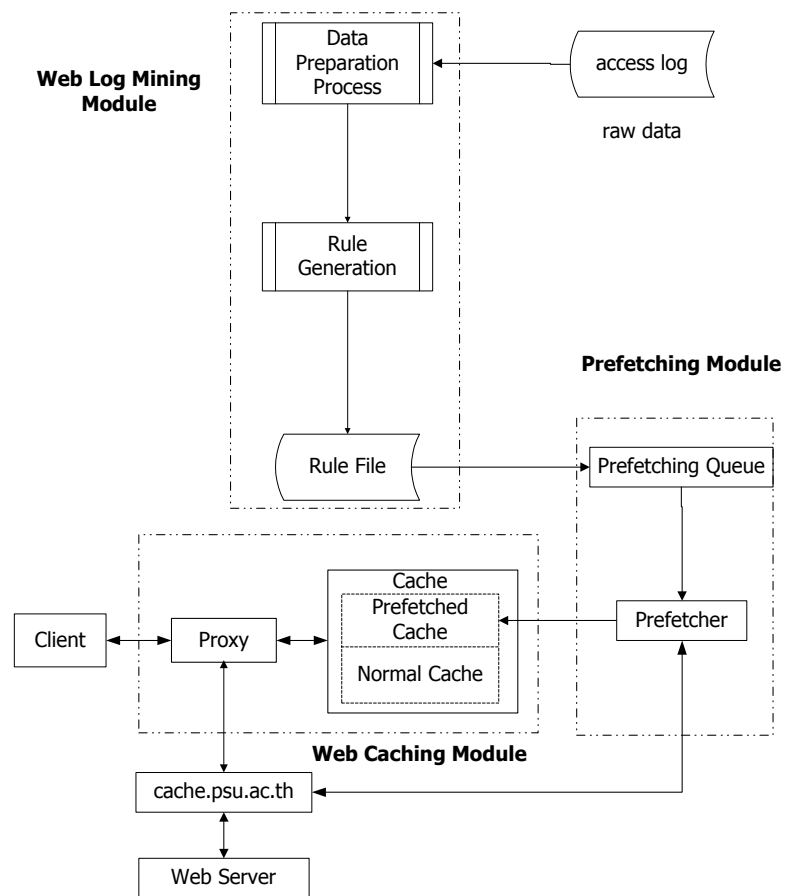 Data
Preparation
Process
access log
Web Log Mining
Module
raw data
Rule
Generation
Prefetching Module
Rule File
Prefetching Queue
Cache
Prefetched
Cache
Normal Cache
Client
Proxy
Prefetcher
Web Caching Module
cache.psu.ac.th
Web Server